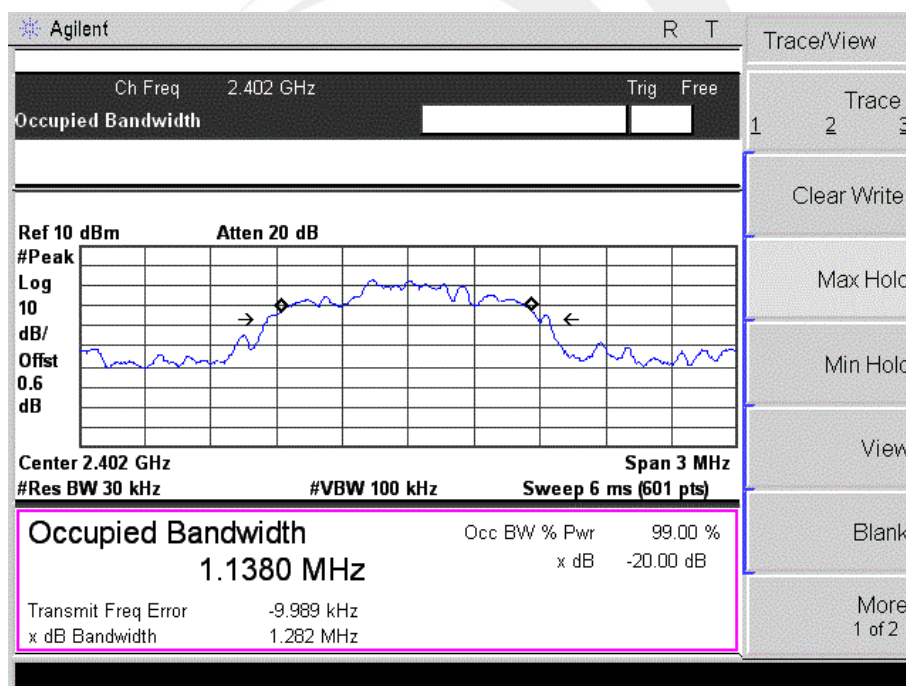 Agilent R T
Ch Freq 2.402 GHz Trig Free
Occupied Bandwidth
Ref 10 dBm Atten 20 dB
#Peak
Log
10
dB/
Offst
0.6
dB
Center 2.402 GHz Span 3 MHz
#Res BW 30 kHz #VBW 100 kHz Sweep 6 ms (601 pts)
Occupied Bandwidth Occ BW % Pwr 99.00 %
1.1380 MHz x dB -20.00 dB
Transmit Freq Error -9.989 kHz
x dB Bandwidth 1.282 MHz
Trace/View
Trace
1 2 3
Clear Write
Max Hold
Min Hold
View
Blank
More
1 of 2